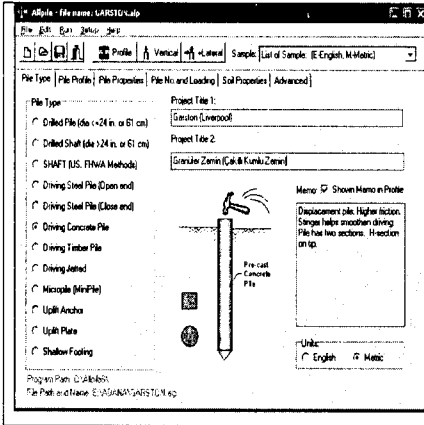 Allpile - File name: GARSTON.alp
File Edit Run Setup Help
Profile Vertical Lateral Sample: List of Sample: (E-English, M-Metric)
Pile Type Pile Profile Pile Properties Pile No. and Loading Soil Properties Advanced
Pile Type
Drilled Pile (dia <=24 in. or 61 cm)
Drilled Shaft (dia >24 in. or 61 cm)
SHAFT (US. FHWA Methods)
Driving Steel Pile (Open end)
Driving Steel Pile (Close end)
Driving Concrete Pile
Driving Timber Pile
Driving Jetted
Micropile (MiniPile)
Uplift Anchor
Uplift Plate
Shallow Footing
Project Title 1:
Garston (Liverpool)
Project Title 2:
Granüler Zemin (Çakıllı Kumlu Zemin)
Pre-cast
Concrete
Pile
Memo: Shown Memo in Profile
Displacement pile. Higher friction.
Stinger helps smoothen driving.
Pile has two sections. H-section
on tip.
Units:
English Metric
Program Path:
File Path and Name: E:\ADANA\GARSTON.alp